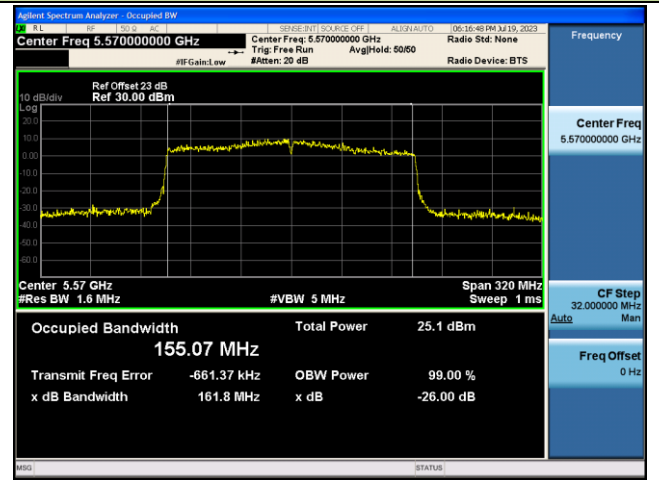 Agilent Spectrum Analyzer - Occupied BW
RL RF 50 Ω AC SENSE:INT SOURCE OFF ALIGN AUTO 06:16:48 PM Jul 19, 2023
Center Freq 5.570000000 GHz Center Freq: 5.570000000 GHz Radio Std: None Frequency
Trig: Free Run Avg|Hold: 50/50
#IFGain:Low #Atten: 20 dB Radio Device: BTS
Ref Offset 23 dB
10 dB/div Ref 30.00 dBm
Log
20.0
10.0
0.00
-10.0
-20.0
-30.0
-40.0
-50.0
-60.0
Center Freq
5.570000000 GHz
Center 5.57 GHz Span 320 MHz
#Res BW 1.6 MHz #VBW 5 MHz Sweep 1 ms
CF Step
32.000000 MHz
Auto Man
Occupied Bandwidth Total Power 25.1 dBm
155.07 MHz
Freq Offset
0 Hz
Transmit Freq Error -661.37 kHz OBW Power 99.00 %
x dB Bandwidth 161.8 MHz x dB -26.00 dB
MSG STATUS